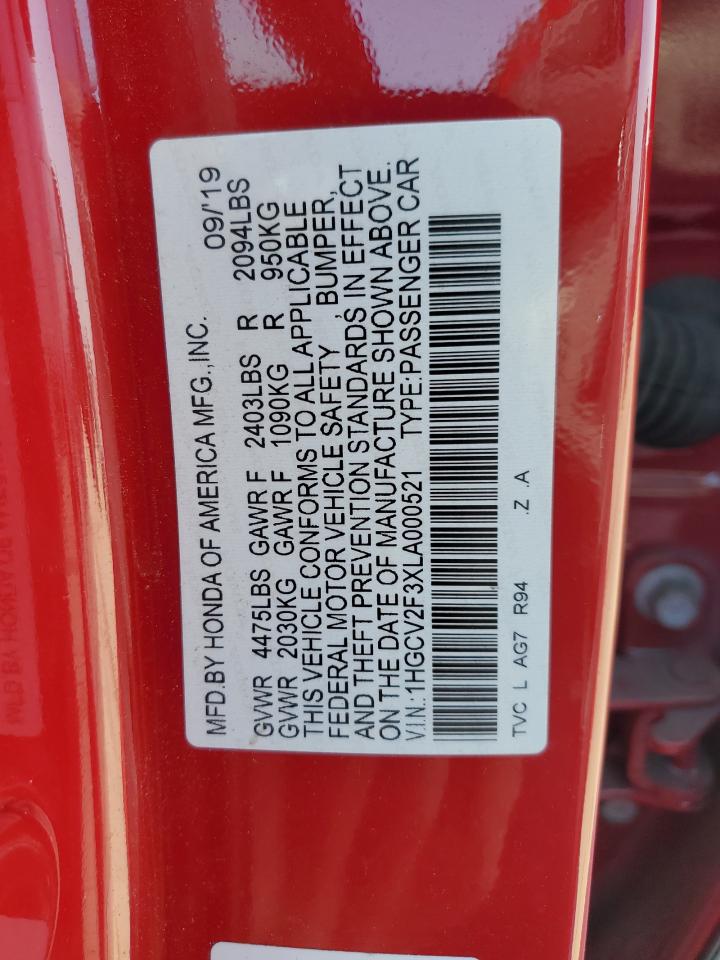 MFD.BY HONDA OF AMERICA MFG.,INC. 09/'19
GVWR 4475LBS GAWR F 2403LBS R 2094LBS
GVWR 2030KG GAWR F 1090KG R 950KG
THIS VEHICLE CONFORMS TO ALL APPLICABLE
FEDERAL MOTOR VEHICLE SAFETY , BUMPER,
AND THEFT PREVENTION STANDARDS IN EFFECT
ON THE DATE OF MANUFACTURE SHOWN ABOVE.
V.I.N.:1HGCV2F3XLA000521 TYPE:PASSENGER CAR
TVC L AG7 R94 .Z .A